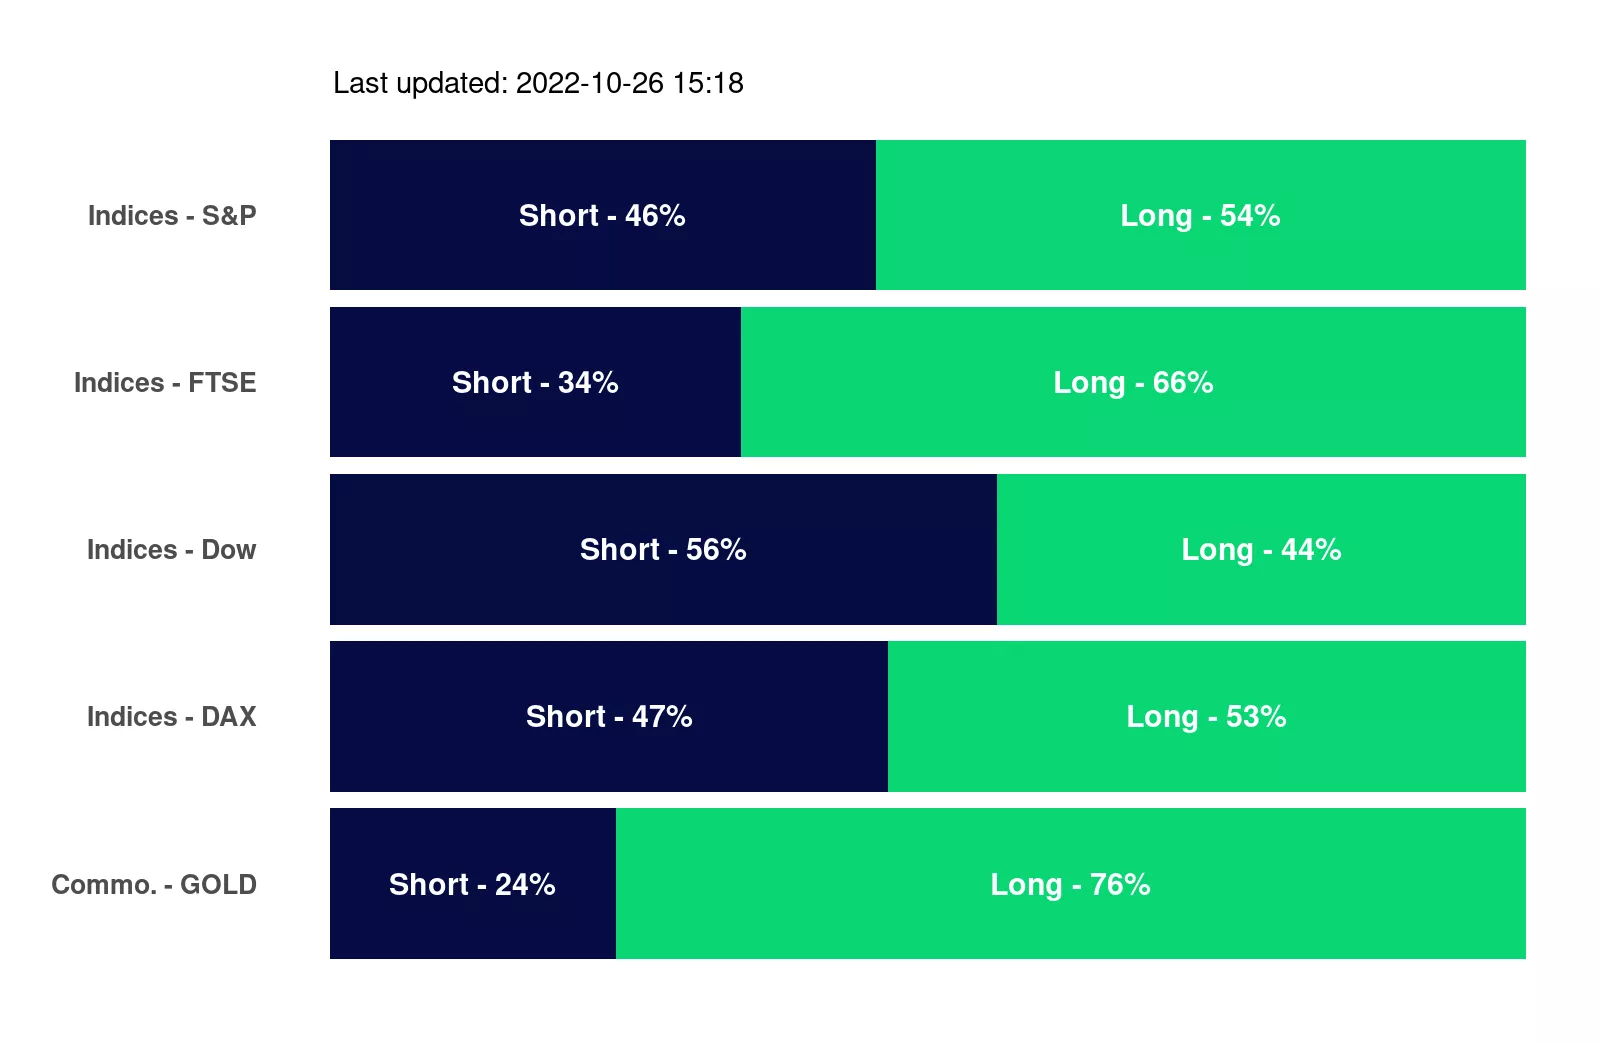 Last updated: 2022-10-26 15:18
Indices - S&P Short - 46% Long - 54%
Indices - FTSE Short - 34% Long - 66%
Indices - Dow Short - 56% Long - 44%
Indices - DAX Short - 47% Long - 53%
Commo. - GOLD Short - 24% Long - 76%